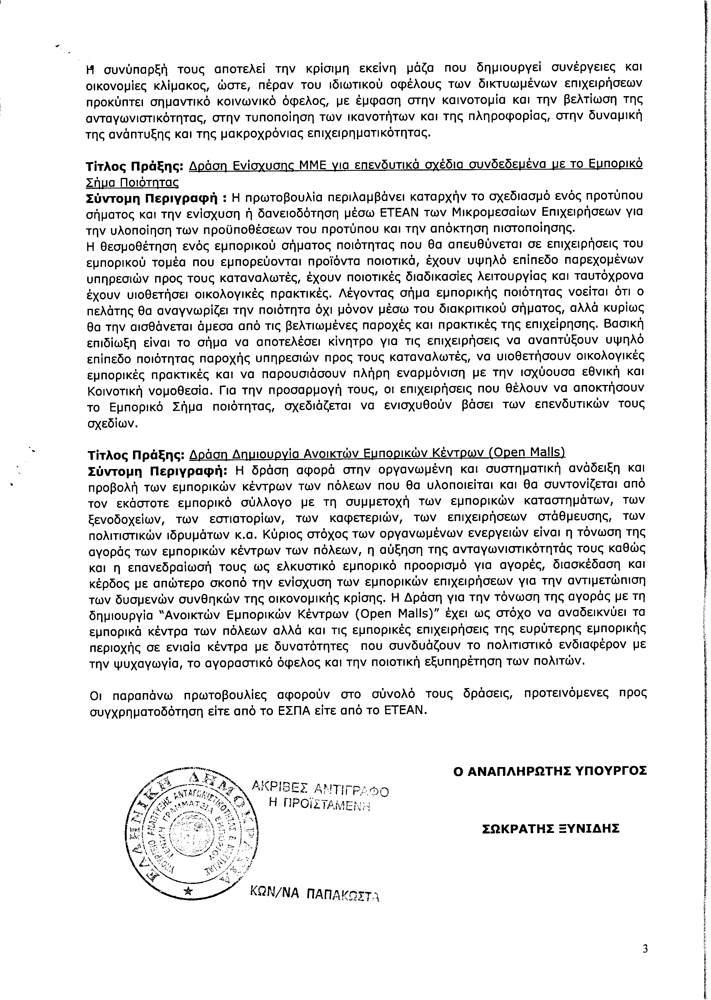 Η συνύπαρξή τους αποτελεί την κρίσιμη εκείνη μάζα που δημιουργεί συνέργειες και
οικονομίες κλίμακος, ώστε, πέραν του ιδιωτικού οφέλους των δικτυωμένων επιχειρήσεων
προκύπτει σημαντικό κοινωνικό όφελος, με έμφαση στην καινοτομία και την βελτίωση της
ανταγωνιστικότητας, στην τυποποίηση των ικανοτήτων και της πληροφορίας, στην δυναμική
της ανάπτυξης και της μακροχρόνιας επιχειρηματικότητας.
Τίτλος Πράξης: Δράση Ενίσχυσης ΜΜΕ για επενδυτικά σχέδια συνδεδεμένα με το Εμπορικό
Σήμα Ποιότητας
Σύντομη Περιγραφή : Η πρωτοβουλία περιλαμβάνει καταρχήν το σχεδιασμό ενός προτύπου
σήματος και την ενίσχυση ή δανειοδότηση μέσω ΕΤΕΑΝ των Μικρομεσαίων Επιχειρήσεων για
την υλοποίηση των προϋποθέσεων του προτύπου και την απόκτηση πιστοποίησης.
Η θεσμοθέτηση ενός εμπορικού σήματος ποιότητας που θα απευθύνεται σε επιχειρήσεις του
εμπορικού τομέα που εμπορεύονται προϊόντα ποιοτικά, έχουν υψηλό επίπεδο παρεχομένων
υπηρεσιών προς τους καταναλωτές, έχουν ποιοτικές διαδικασίες λειτουργίας και ταυτόχρονα
έχουν υιοθετήσει οικολογικές πρακτικές. Λέγοντας σήμα εμπορικής ποιότητας νοείται ότι ο
πελάτης θα αναγνωρίζει την ποιότητα όχι μόνον μέσω του διακριτικού σήματος, αλλά κυρίως
θα την αισθάνεται άμεσα από τις βελτιωμένες παροχές και πρακτικές της επιχείρησης. Βασική
επιδίωξη είναι το σήμα να αποτελέσει κίνητρο για τις επιχειρήσεις να αναπτύξουν υψηλό
επίπεδο ποιότητας παροχής υπηρεσιών προς τους καταναλωτές, να υιοθετήσουν οικολογικές
εμπορικές πρακτικές και να παρουσιάσουν πλήρη εναρμόνιση με την ισχύουσα εθνική και
Κοινοτική νομοθεσία. Για την προσαρμογή τους, οι επιχειρήσεις που θέλουν να αποκτήσουν
το Εμπορικό Σήμα ποιότητας, σχεδιάζεται να ενισχυθούν βάσει των επενδυτικών τους
σχεδίων.
Τίτλος Πράξης: Δράση Δημιουργία Ανοικτών Εμπορικών Κέντρων (Open Malls)
Σύντομη Περιγραφή: Η δράση αφορά στην οργανωμένη και συστηματική ανάδειξη και
προβολή των εμπορικών κέντρων των πόλεων που θα υλοποιείται και θα συντονίζεται από
τον εκάστοτε εμπορικό σύλλογο με τη συμμετοχή των εμπορικών καταστημάτων, των
ξενοδοχείων, των εστιατορίων, των καφετεριών, των επιχειρήσεων στάθμευσης, των
πολιτιστικών ιδρυμάτων κ.α. Κύριος στόχος των οργανωμένων ενεργειών είναι η τόνωση της
αγοράς των εμπορικών κέντρων των πόλεων, η αύξηση της ανταγωνιστικότητάς τους καθώς
και η επανεδραίωσή τους ως ελκυστικό εμπορικό προορισμό για αγορές, διασκέδαση και
κέρδος με απώτερο σκοπό την ενίσχυση των εμπορικών επιχειρήσεων για την αντιμετώπιση
των δυσμενών συνθηκών της οικονομικής κρίσης. Η Δράση για την τόνωση της αγοράς με τη
δημιουργία "Ανοικτών Εμπορικών Κέντρων (Open Malls)" έχει ως στόχο να αναδεικνύει τα
εμπορικά κέντρα των πόλεων αλλά και τις εμπορικές επιχειρήσεις της ευρύτερης εμπορικής
περιοχής σε ενιαία κέντρα με δυνατότητες που συνδυάζουν το πολιτιστικό ενδιαφέρον με
την ψυχαγωγία, το αγοραστικό όφελος και την ποιοτική εξυπηρέτηση των πολιτών.
Οι παραπάνω πρωτοβουλίες αφορούν στο σύνολό τους δράσεις, προτεινόμενες προς
συγχρηματοδότηση είτε από το ΕΣΠΑ είτε από το ΕΤΕΑΝ.
Ο ΑΝΑΠΛΗΡΩΤΗΣ ΥΠΟΥΡΓΟΣ
ΑΚΡΙΒΕΣ ΑΝΤΙΓΡΑΦΟ
Η ΠΡΟΪΣΤΑΜΕΝΗ
ΕΛΛΗΝΙΚΗ ΔΗΜΟΚΡΑΤΙΑ
ΥΠΟΥΡΓΕΙΟ ΑΝΑΠΤΥΞΗΣ ΑΝΤΑΓΩΝΙΣΤΙΚΟΤΗΤΑΣ & ΝΑΥΤΙΛΙΑΣ
ΓΕΝΙΚΗ ΓΡΑΜΜΑΤΕΙΑ ΕΜΠΟΡΙΟΥ
ΣΩΚΡΑΤΗΣ ΞΥΝΙΔΗΣ
ΚΩΝ/ΝΑ ΠΑΠΑΚΩΣΤΑ
3